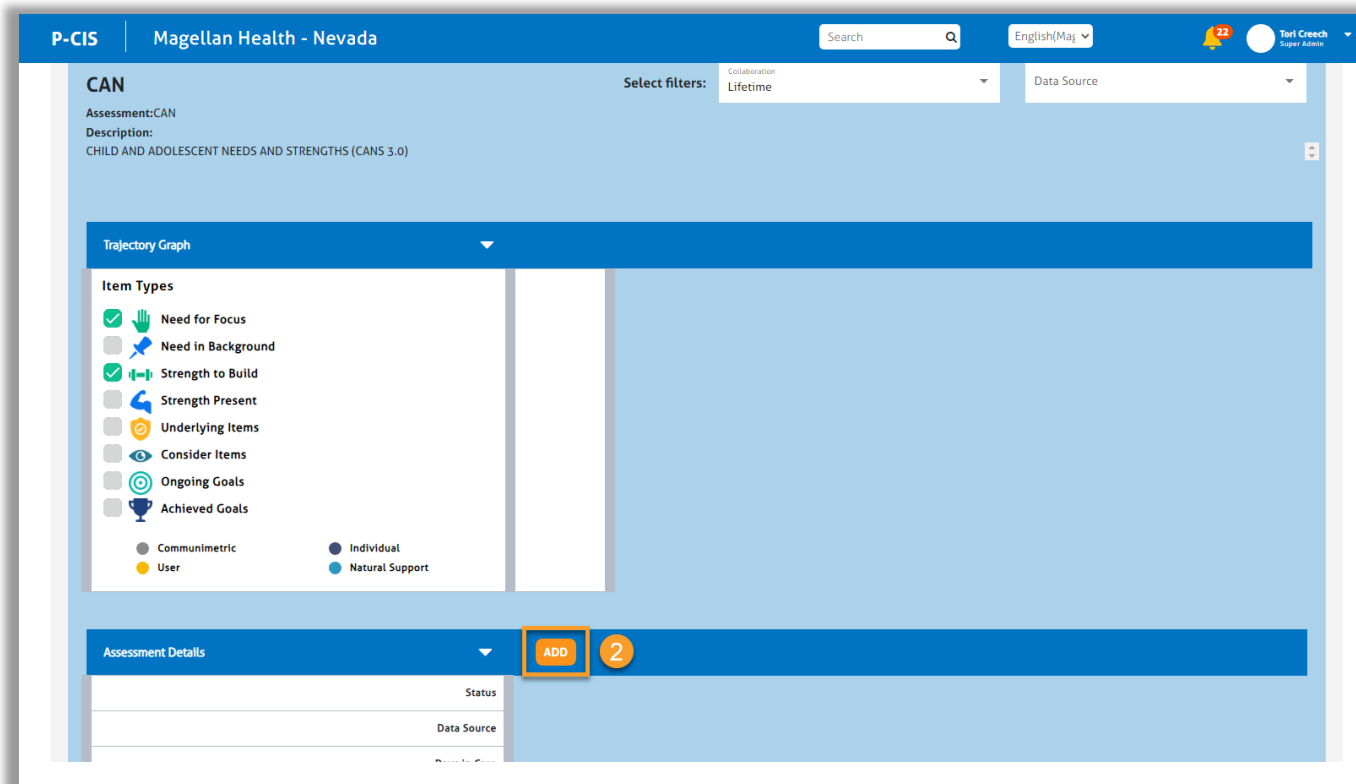 P-CIS Magellan Health - Nevada Search English(Mag 22 Tori Creech
Super Admin
CAN Select filters: Collaboration
Lifetime Data Source
Assessment:CAN
Description:
CHILD AND ADOLESCENT NEEDS AND STRENGTHS (CANS 3.0)
Trajectory Graph
Item Types
Need for Focus
Need in Background
Strength to Build
Strength Present
Underlying Items
Consider Items
Ongoing Goals
Achieved Goals
Communimetric Individual
User Natural Support
Assessment Details ADD 2
Status
Data Source